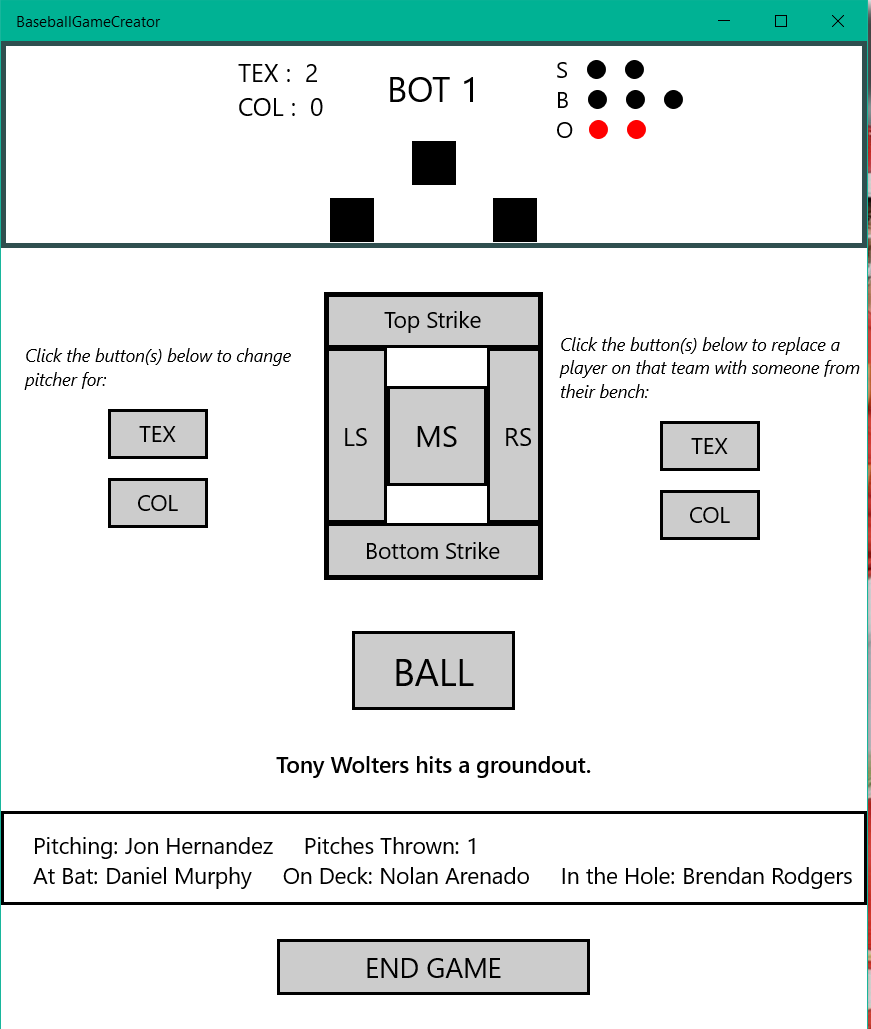 BaseballGameCreator
TEX : 2
COL : 0
BOT 1
S
B
O
Click the button(s) below to change
pitcher for:
TEX
COL
Top Strike
LS
MS
RS
Bottom Strike
Click the button(s) below to replace a
player on that team with someone from
their bench:
TEX
COL
BALL
Tony Wolters hits a groundout.
Pitching: Jon Hernandez Pitches Thrown: 1
At Bat: Daniel Murphy On Deck: Nolan Arenado In the Hole: Brendan Rodgers
END GAME